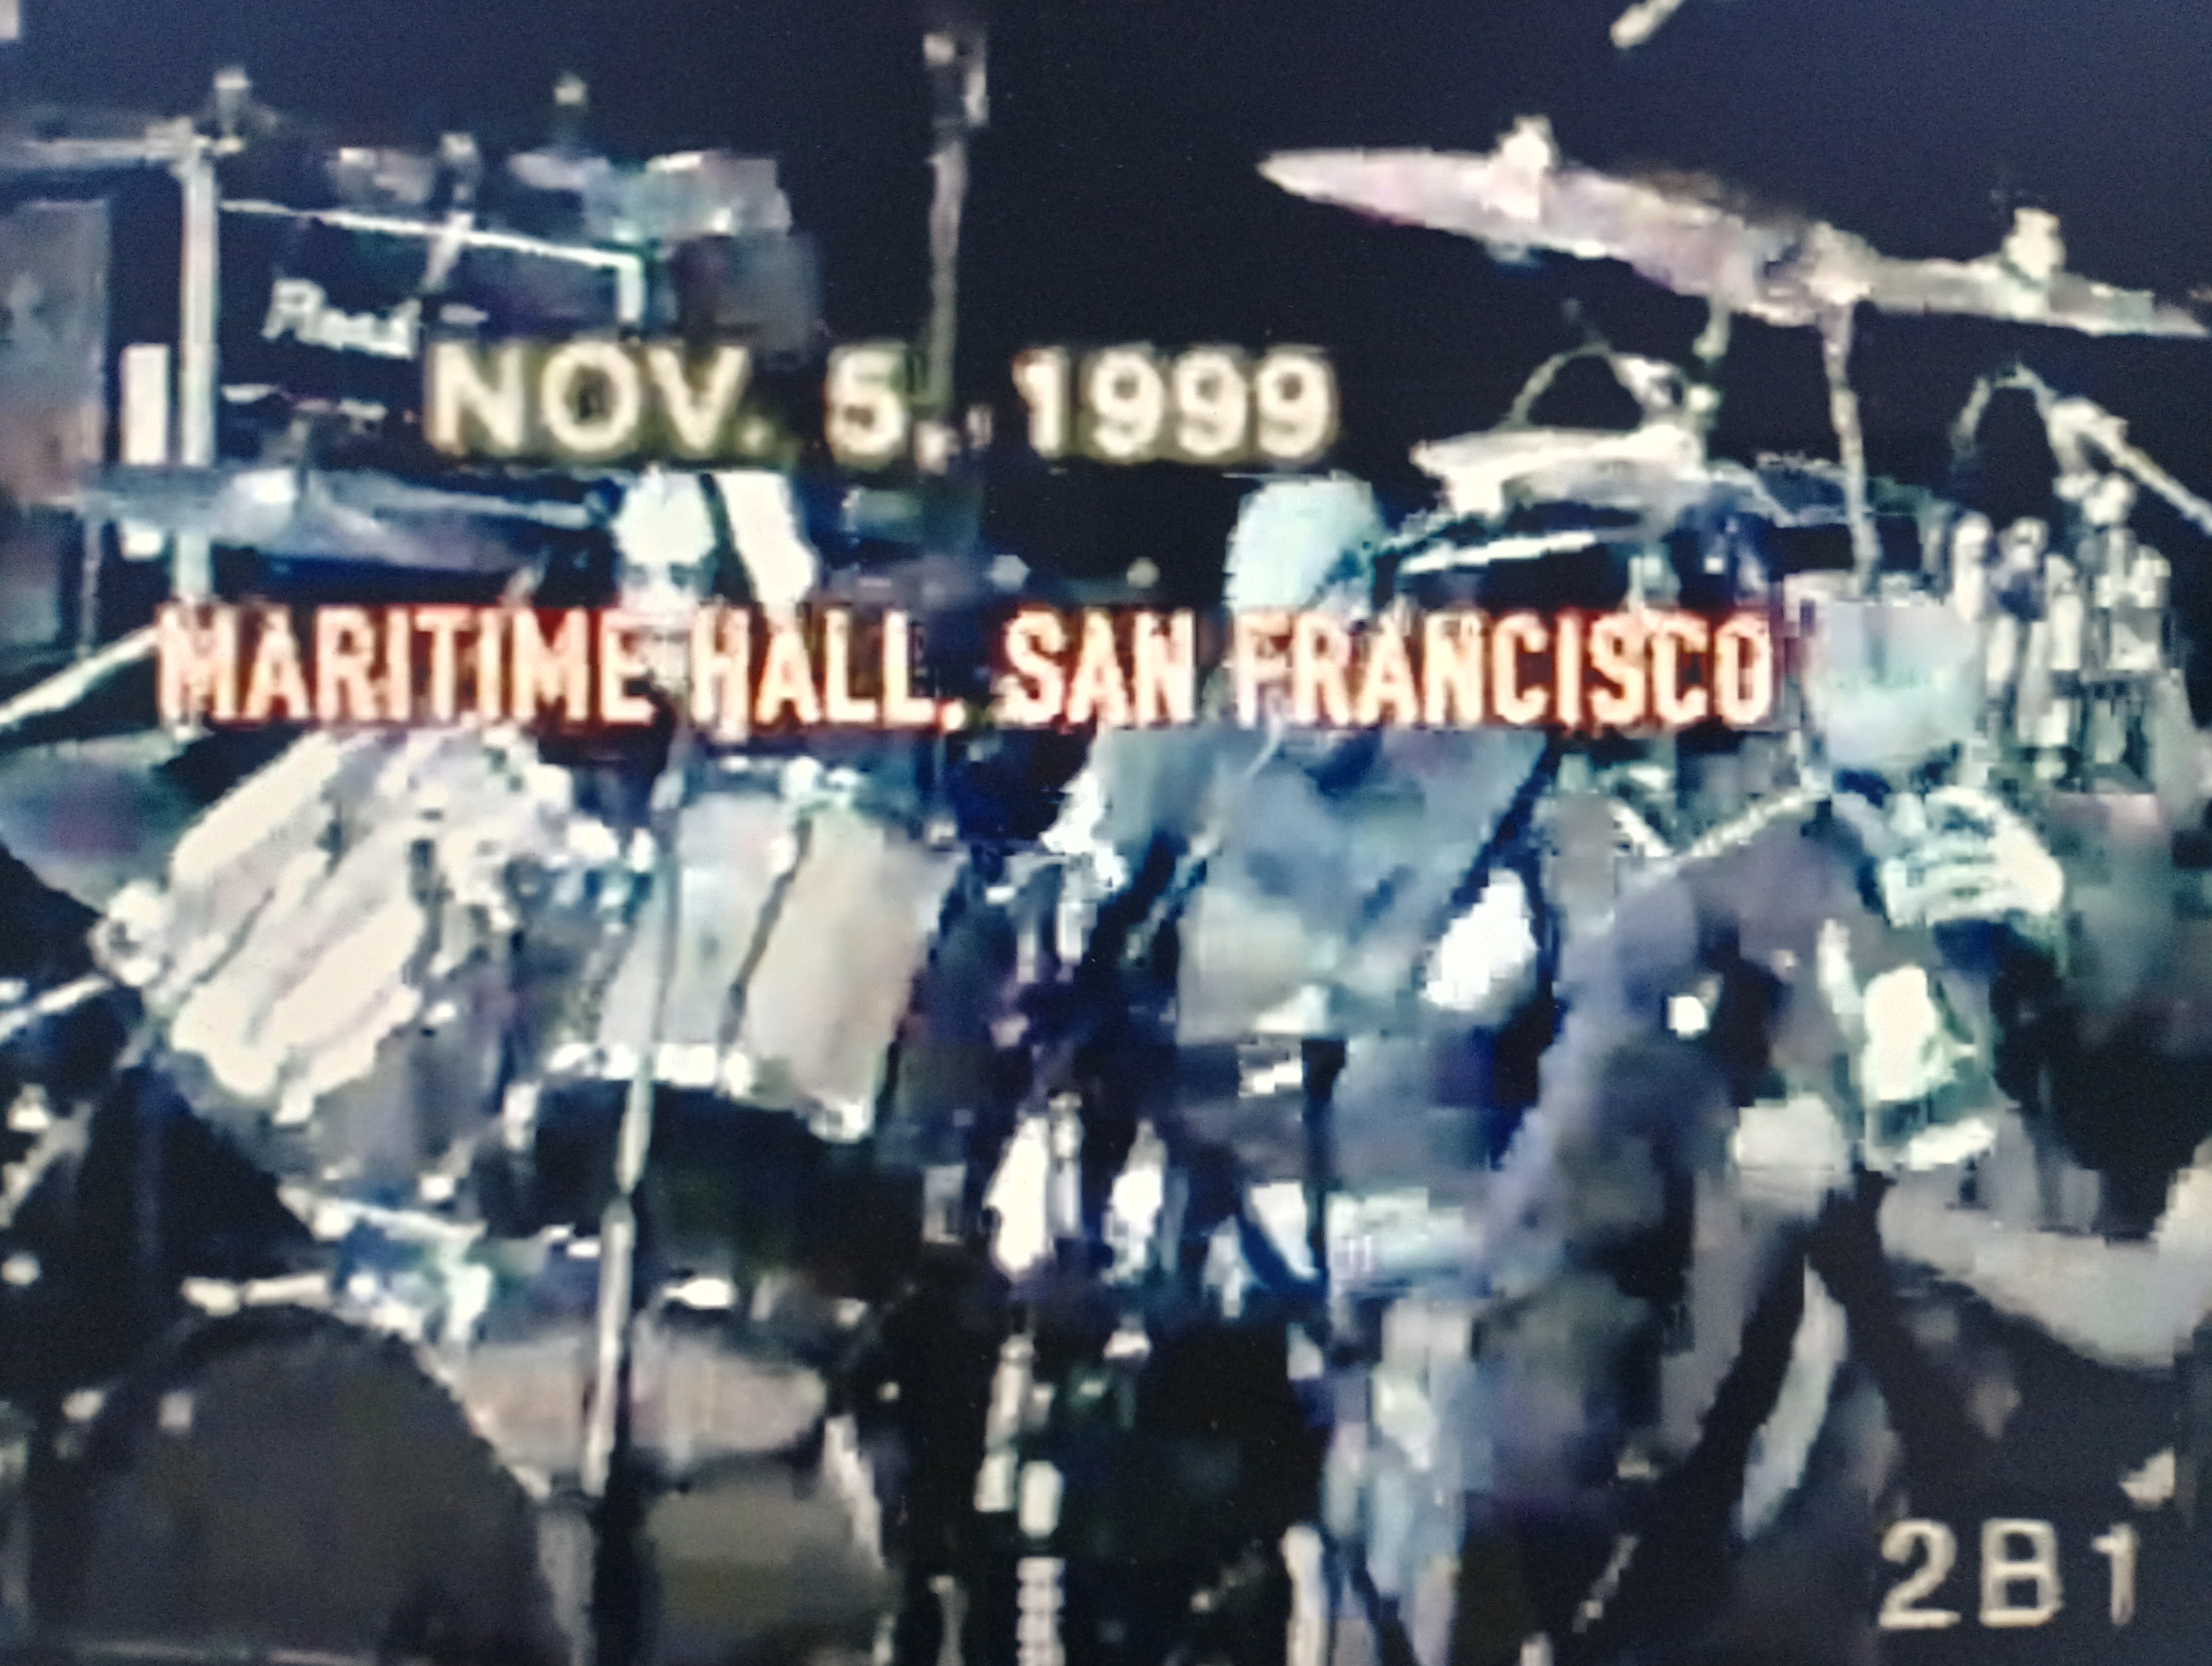 NOV. 5, 1999
MARITIME HALL, SAN FRANCISCO
2B1